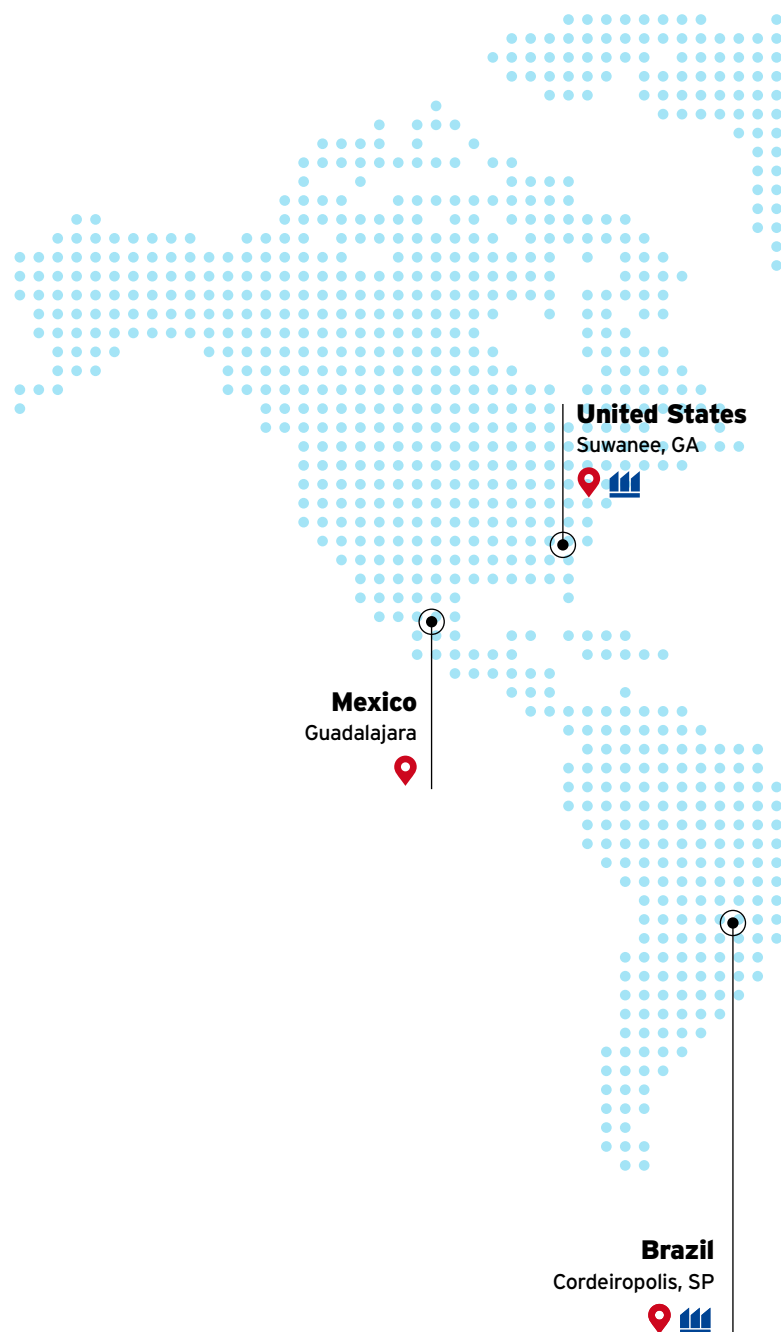 United States
Suwanee, GA
Mexico
Guadalajara
Brazil
Cordeiropolis, SP